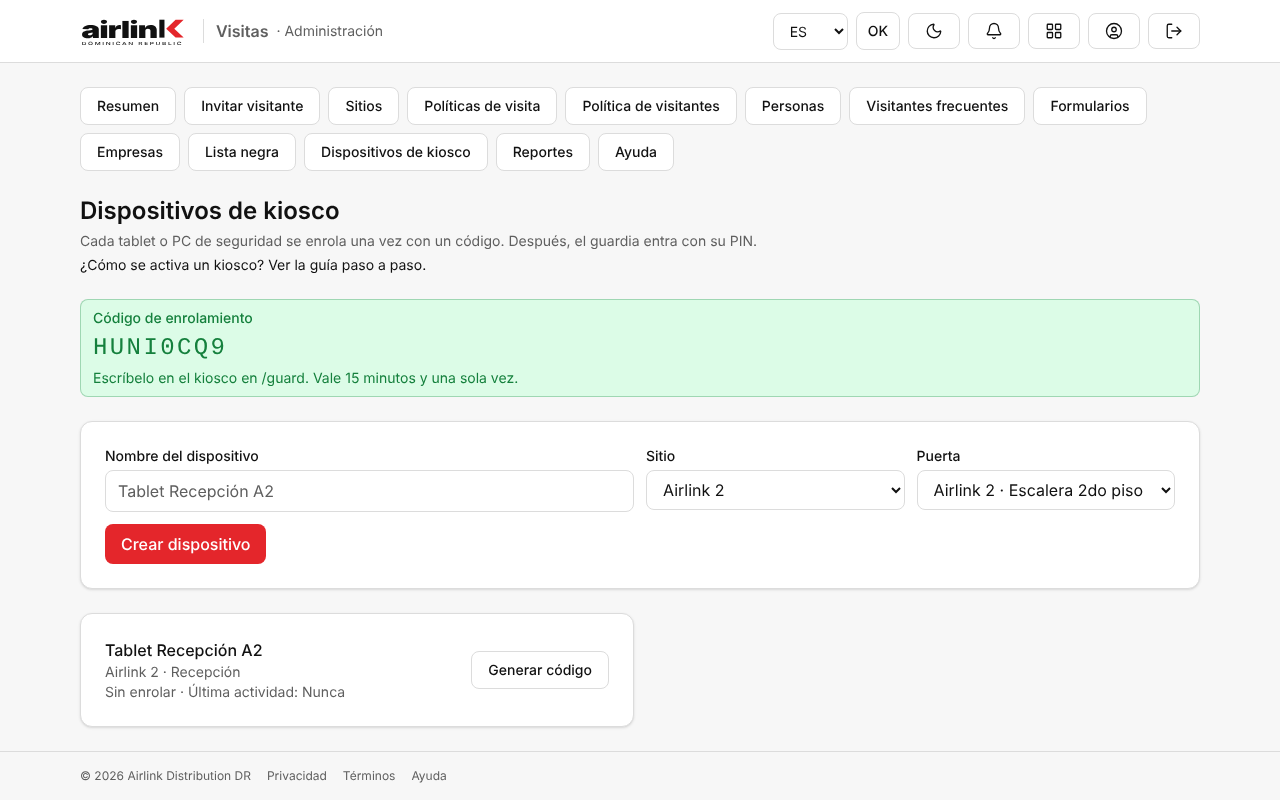 airlink
DOMINICAN REPUBLIC
Visitas · Administración
ES
OK
Resumen
Invitar visitante
Sitios
Políticas de visita
Política de visitantes
Personas
Visitantes frecuentes
Formularios
Empresas
Lista negra
Dispositivos de kiosco
Reportes
Ayuda
Dispositivos de kiosco
Cada tablet o PC de seguridad se enrola una vez con un código. Después, el guardia entra con su PIN.
¿Cómo se activa un kiosco? Ver la guía paso a paso.
Código de enrolamiento
HUNI0CQ9
Escríbelo en el kiosco en /guard. Vale 15 minutos y una sola vez.
Nombre del dispositivo
Tablet Recepción A2
Sitio
Airlink 2
Puerta
Airlink 2 · Escalera 2do piso
Crear dispositivo
Tablet Recepción A2
Airlink 2 · Recepción
Sin enrolar · Última actividad: Nunca
Generar código
© 2026 Airlink Distribution DR
Privacidad
Términos
Ayuda